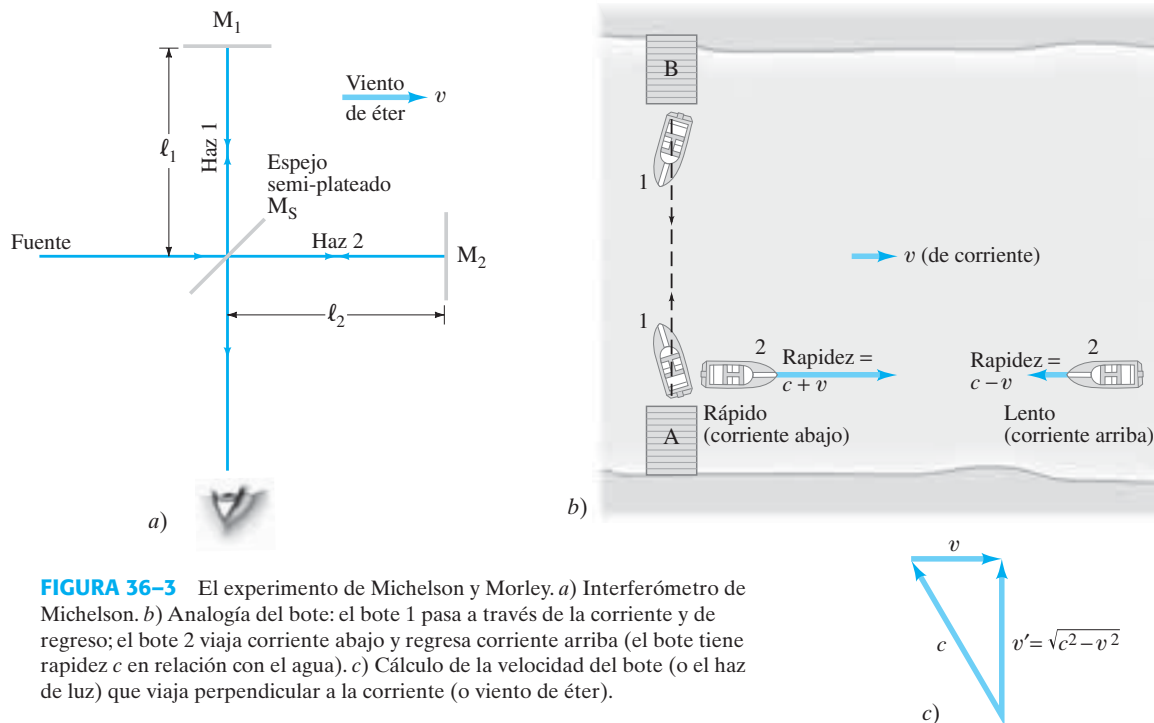 M₁
Viento
de éter
v
ℓ₁
Haz 1
Espejo
semi-plateado
M_S
Fuente
Haz 2
M₂
ℓ₂
a)
B
1
v (de corriente)
1
2
Rapidez =
c + v
Rápido
(corriente abajo)
Rapidez =
c − v
2
Lento
(corriente arriba)
A
b)
FIGURA 36–3 El experimento de Michelson y Morley. a) Interferómetro de
Michelson. b) Analogía del bote: el bote 1 pasa a través de la corriente y de
regreso; el bote 2 viaja corriente abajo y regresa corriente arriba (el bote tiene
rapidez c en relación con el agua). c) Cálculo de la velocidad del bote (o el haz
de luz) que viaja perpendicular a la corriente (o viento de éter).
v
c
v′ = √(c² − v²)
c)